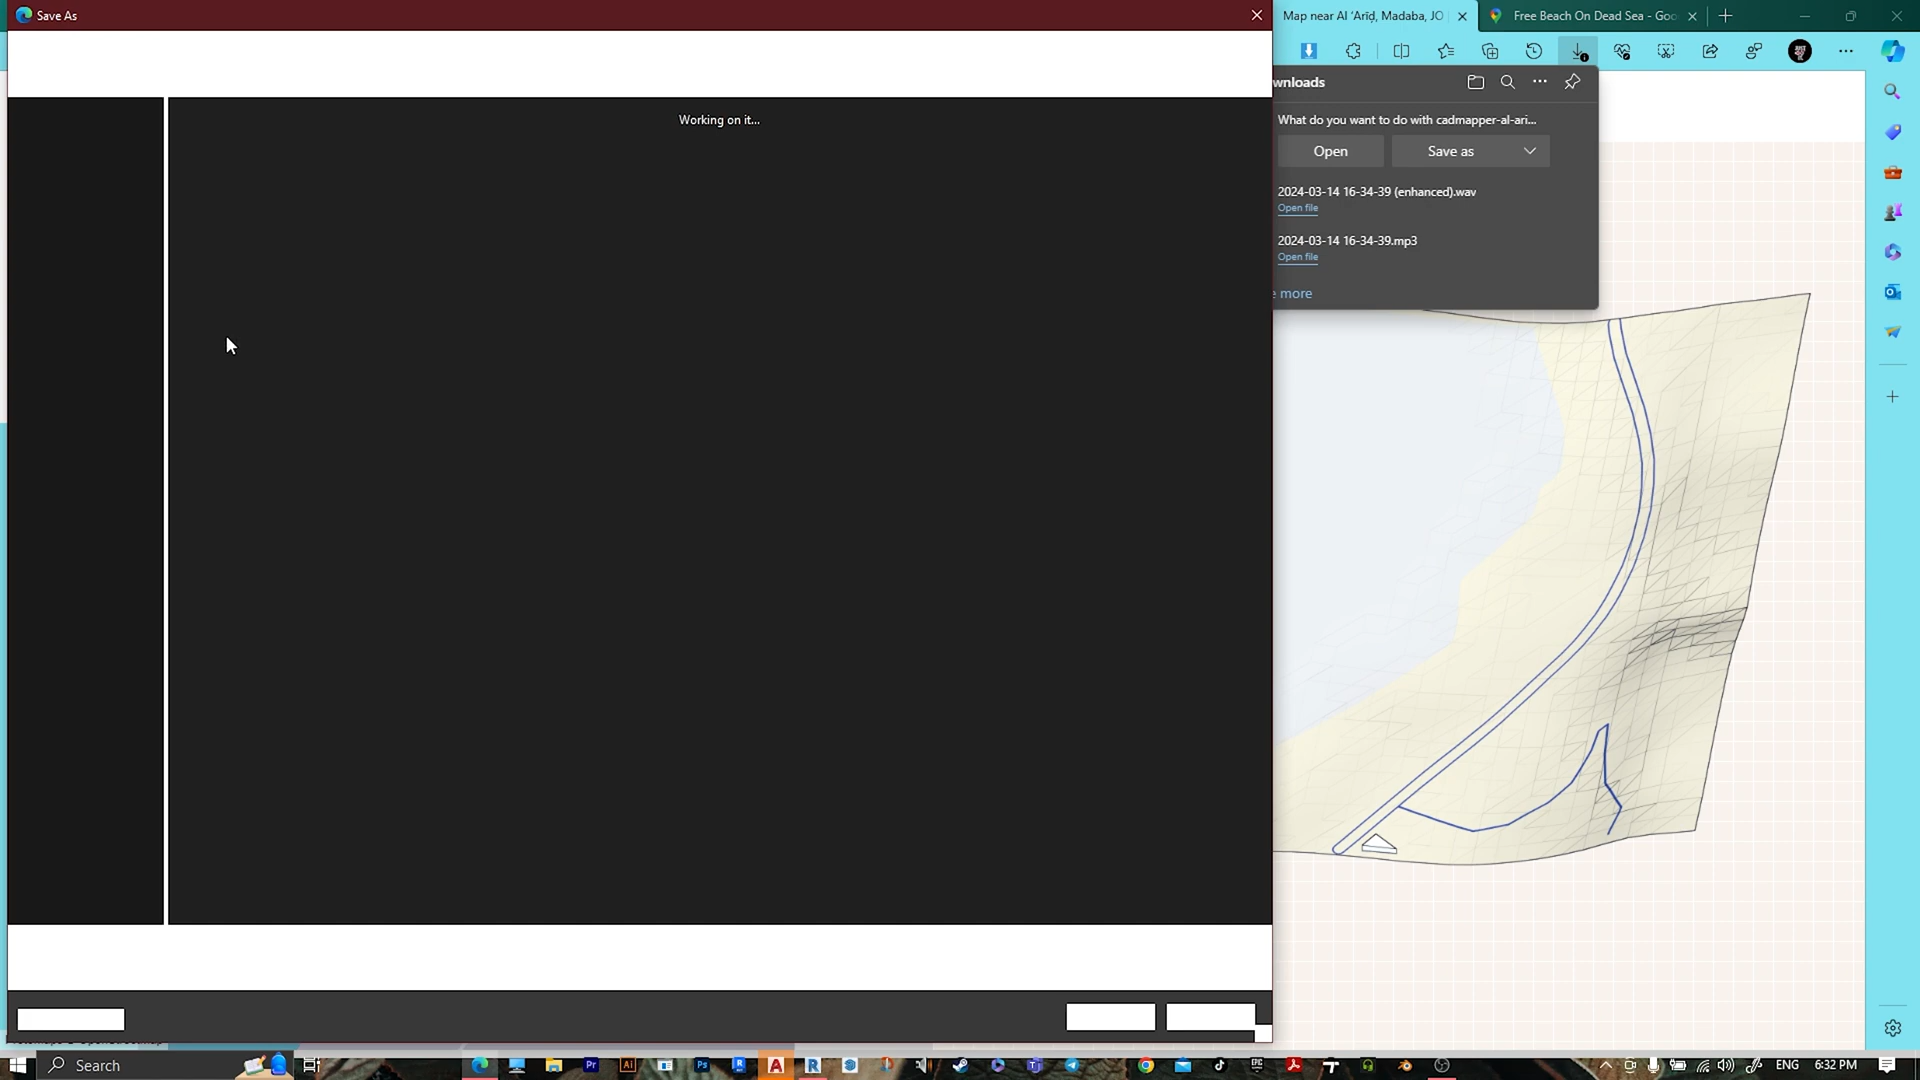 Save As
Map near Al ‘Arīḑ, Madaba, JO
Free Beach On Dead Sea - Goo
Working on it...
wnloads
What do you want to do with cadmapper-al-ari...
Open
Save as
2024-03-14 16-34-39 (enhanced).wav
Open file
2024-03-14 16-34-39.mp3
Open file
e more
Search
ENG
6:32 PM